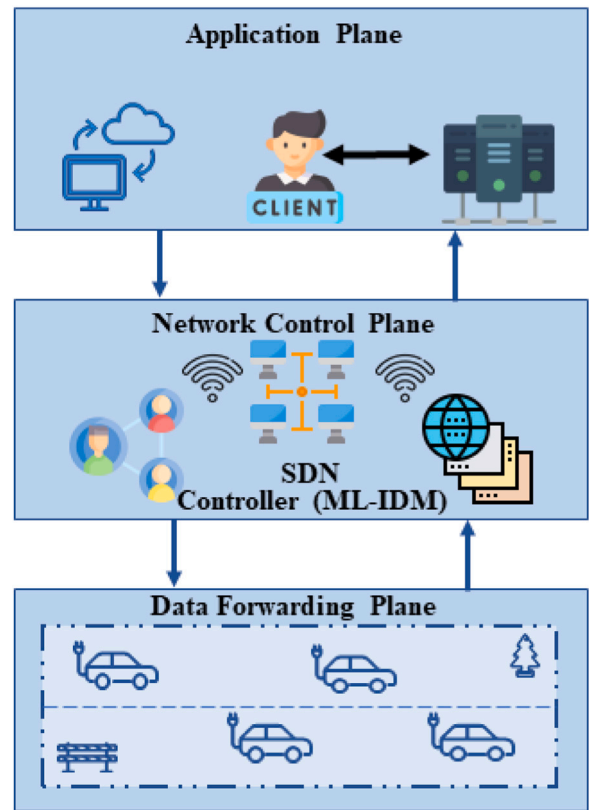 Application Plane
CLIENT
Network Control Plane
SDN
Controller (ML-IDM)
Data Forwarding Plane